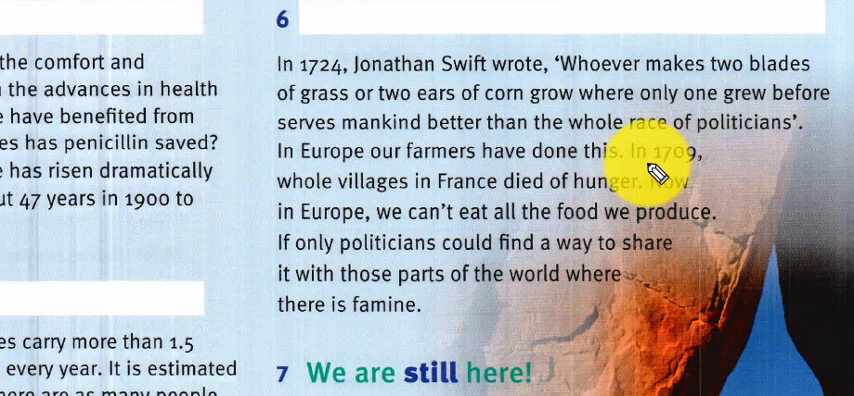 the comfort and
the advances in health
have benefited from
es has penicillin saved?
has risen dramatically
ut 47 years in 1900 to
es carry more than 1.5
every year. It is estimated
as many people
6
In 1724, Jonathan Swift wrote, ‘Whoever makes two blades
of grass or two ears of corn grow where only one grew before
serves mankind better than the whole race of politicians’.
In Europe our farmers have done this. In 1709,
whole villages in France died of hunger. Now
in Europe, we can’t eat all the food we produce.
If only politicians could find a way to share
it with those parts of the world where
there is famine.
7 We are still here!